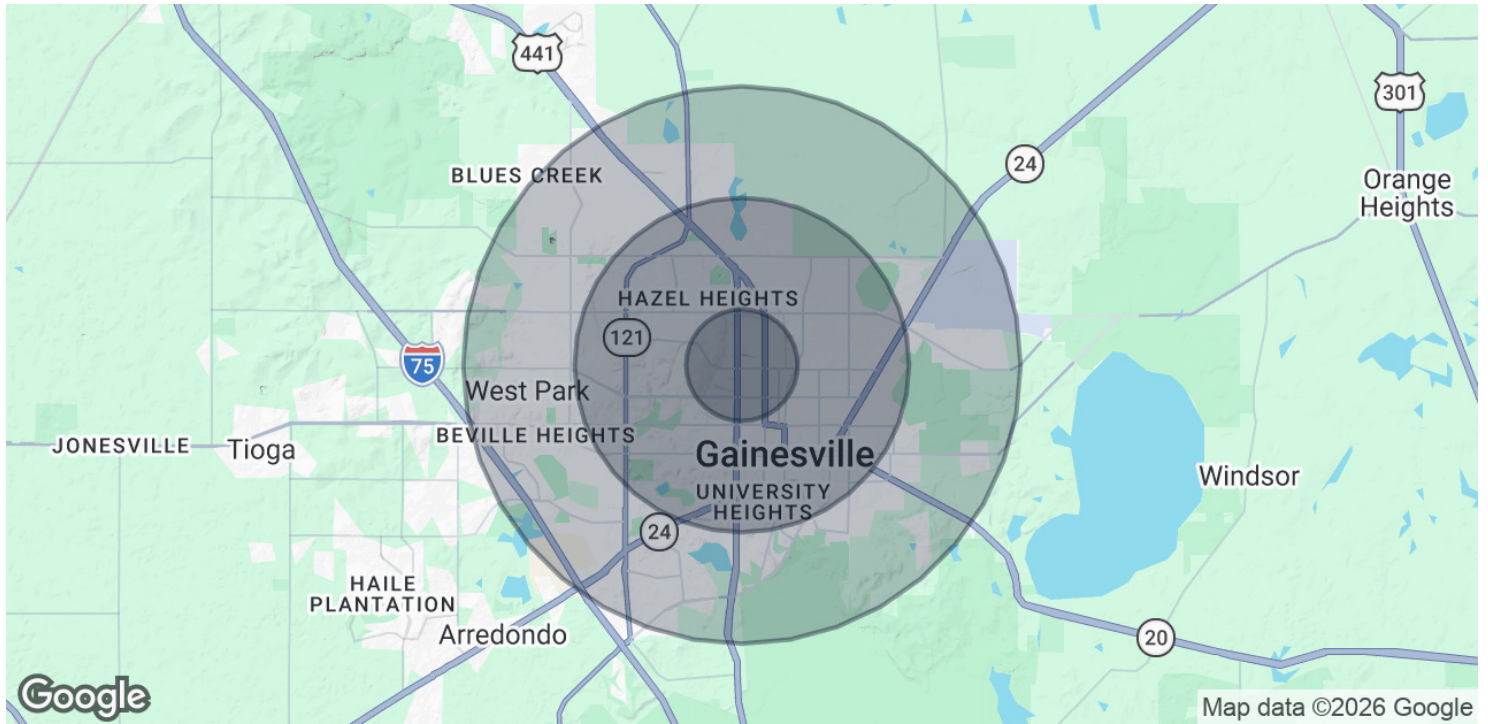 441
301
24
BLUES CREEK
Orange
Heights
HAZEL HEIGHTS
121
75
West Park
BEVILLE HEIGHTS
JONESVILLE
Tioga
Gainesville
Windsor
UNIVERSITY
HEIGHTS
24
HAILE
PLANTATION
Arredondo
20
Google
Map data ©2026 Google